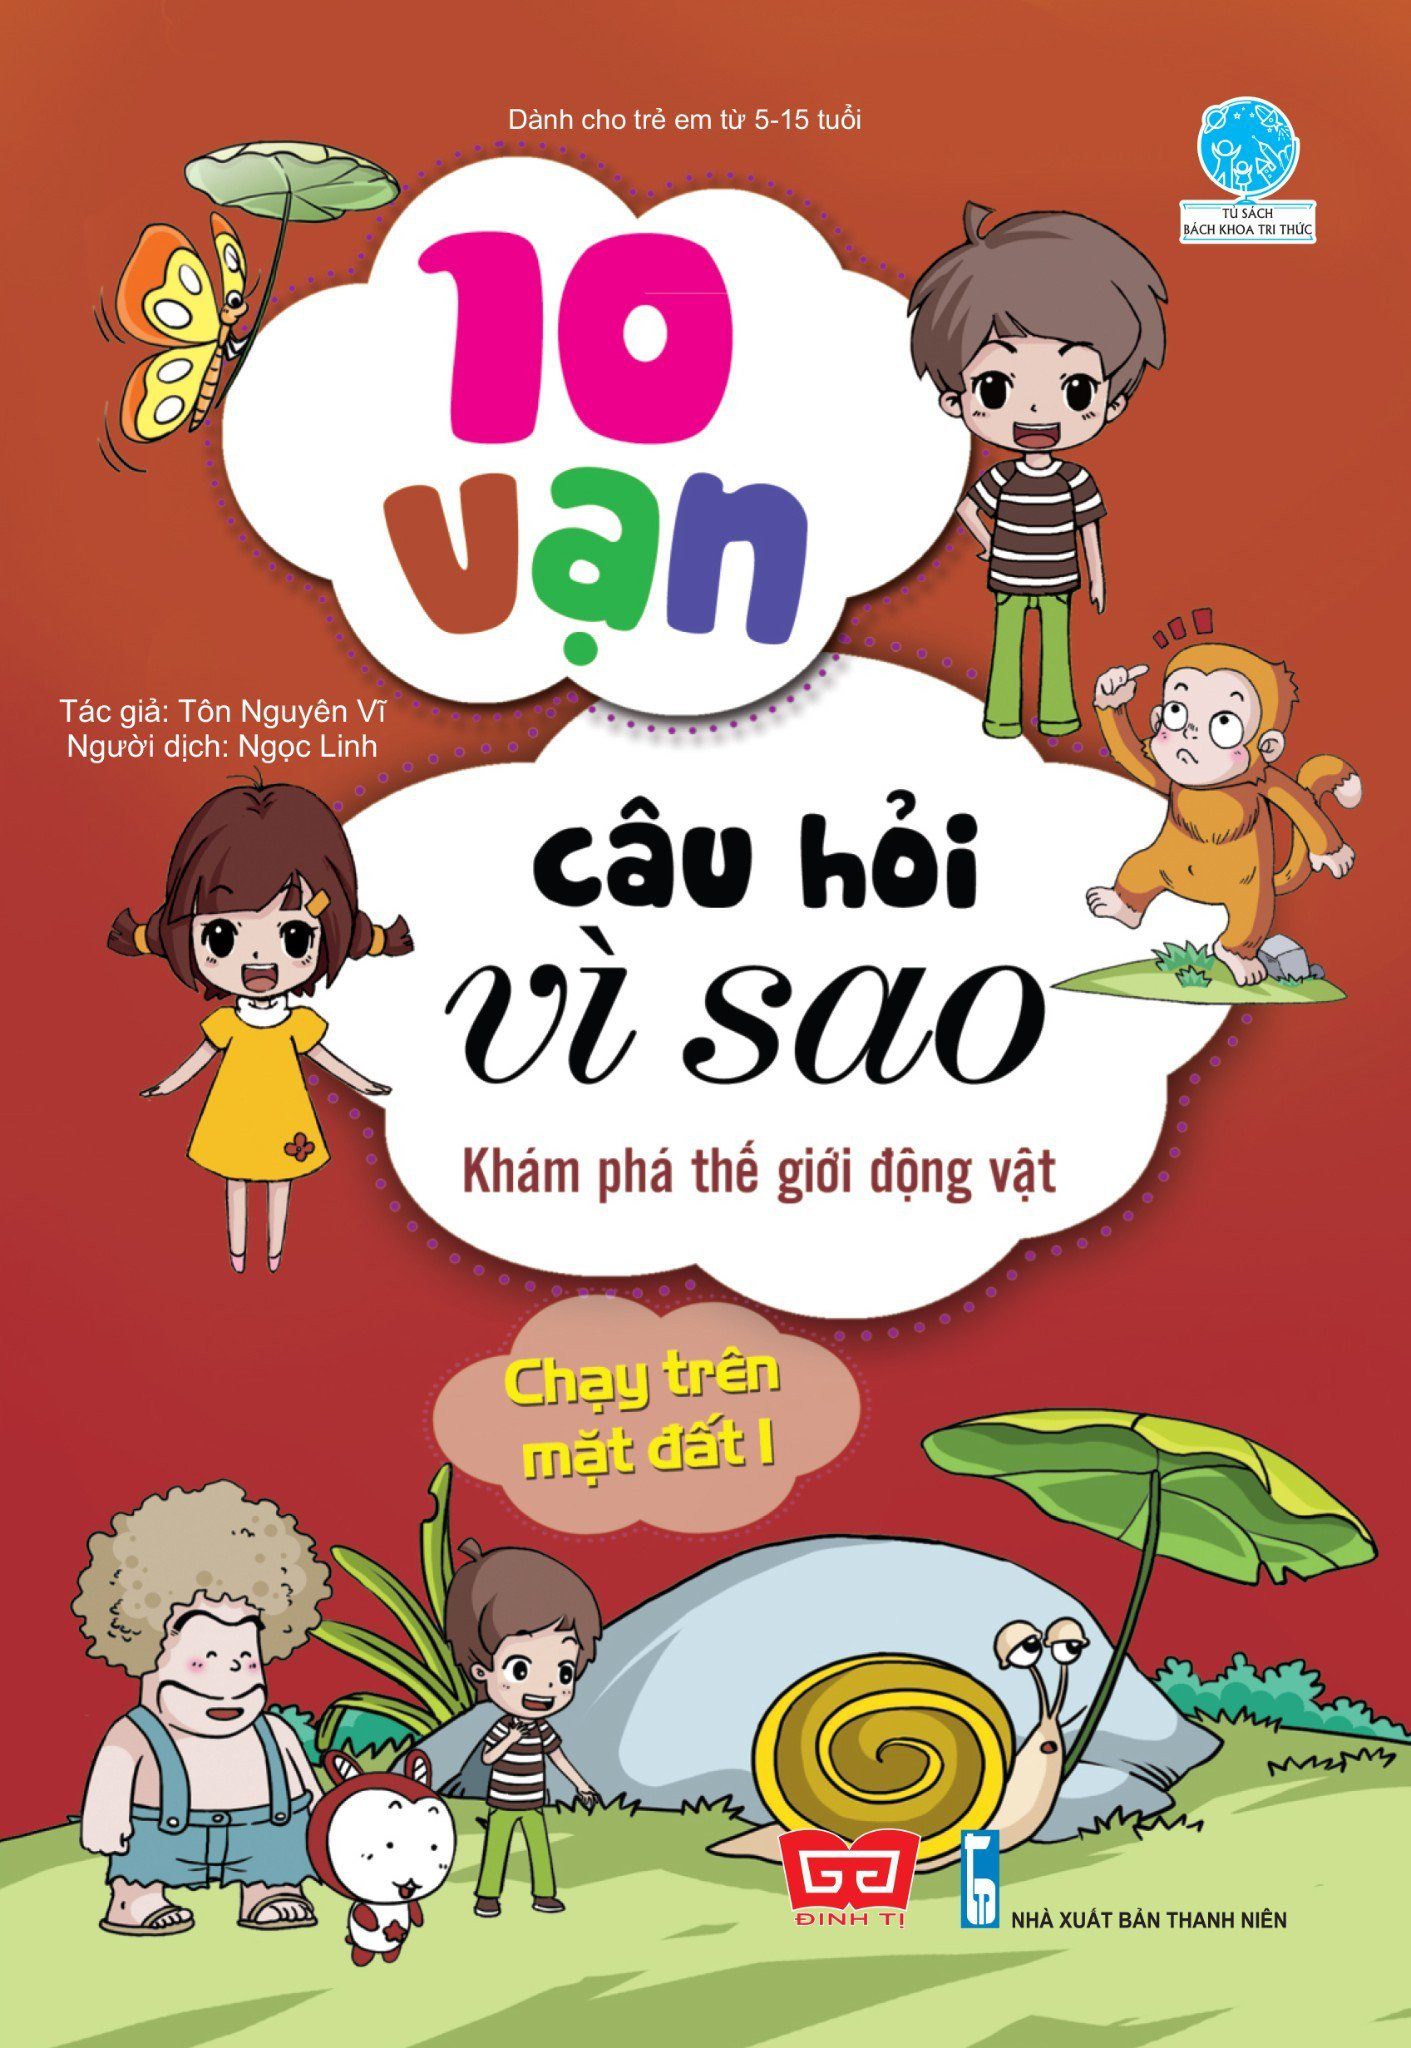 Dành cho trẻ em từ 5-15 tuổi
TỦ SÁCH
BÁCH KHOA TRI THỨC
10
vạn
Tác giả: Tôn Nguyên Vĩ
Người dịch: Ngọc Linh
câu hỏi
vì sao
Khám phá thế giới động vật
Chạy trên
mặt đất 1
ĐINH TỊ
NHÀ XUẤT BẢN THANH NIÊN